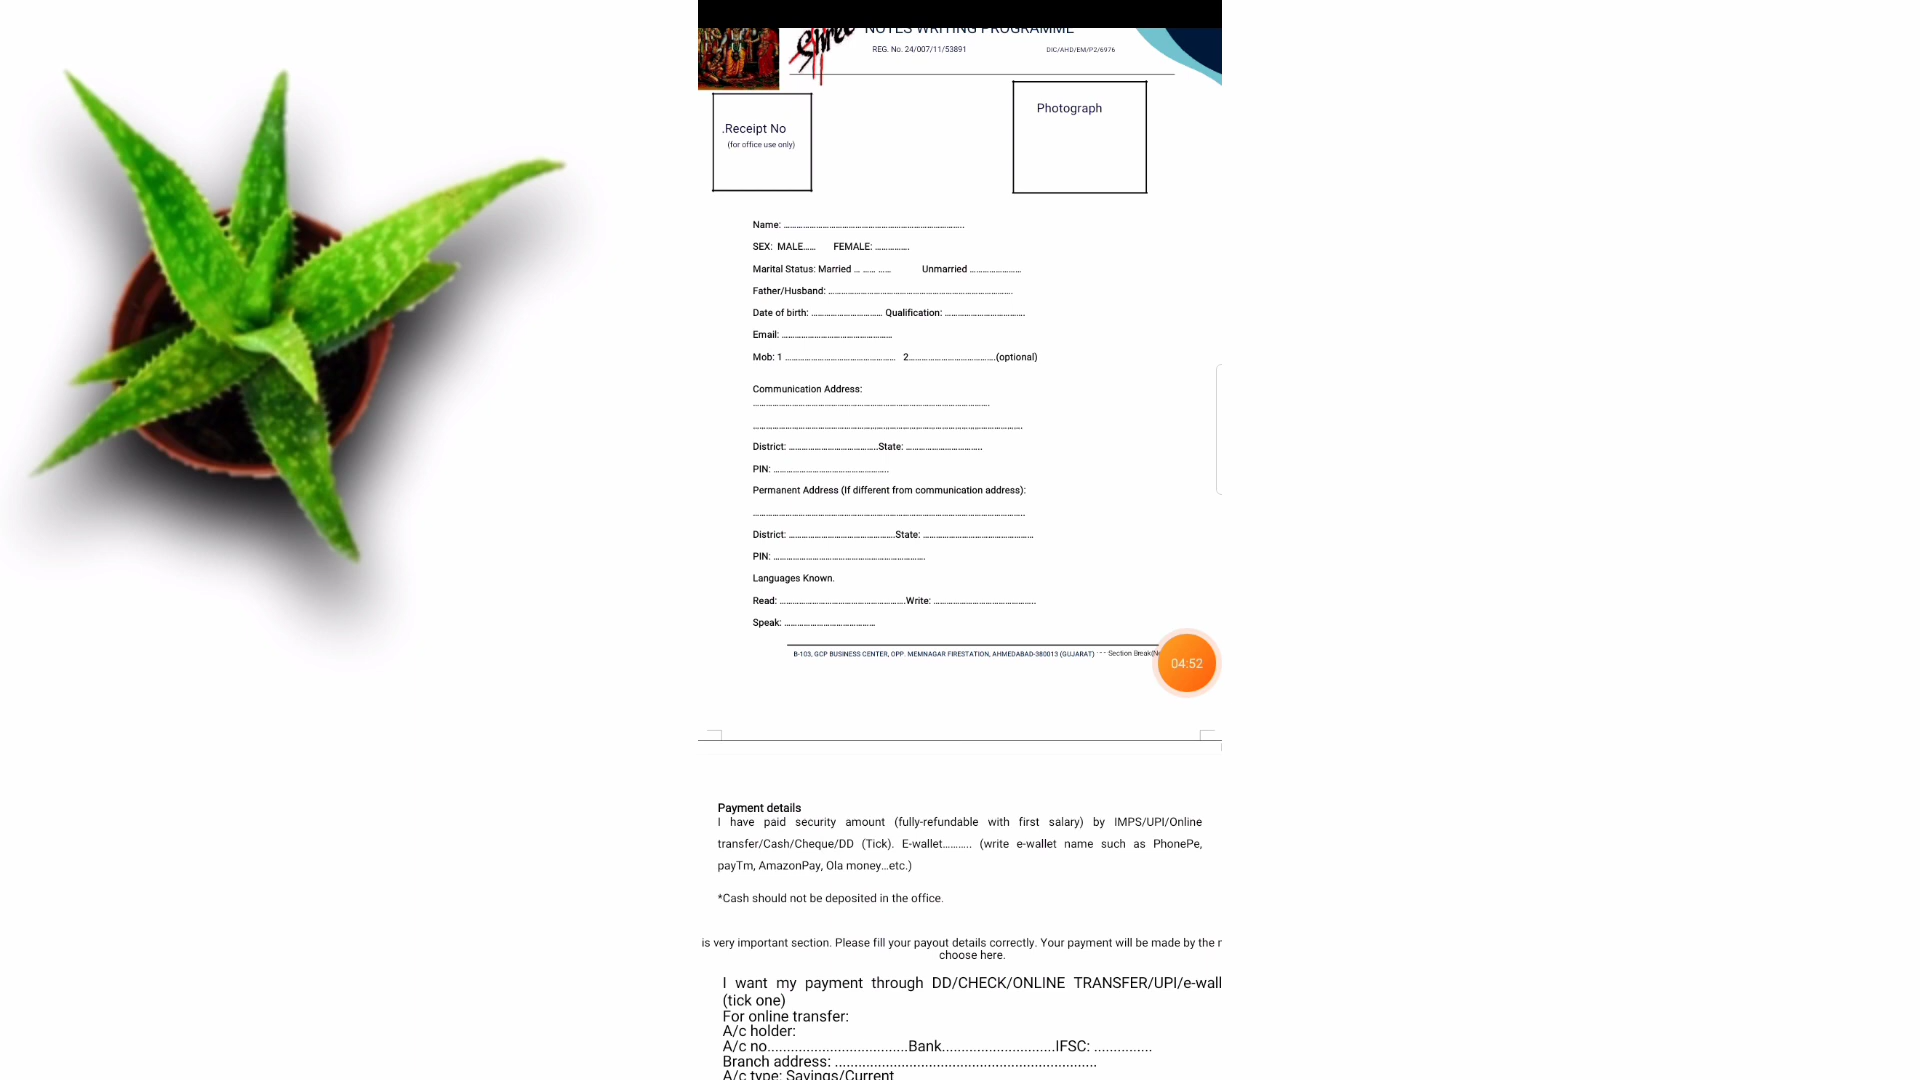 Shree
NOTES WRITING PROGRAMME
REG. No. 24/007/11/53891 DIC/AHD/EM/P2/6976
.Receipt No
(for office use only)
Photograph
Name: ...............................................................
SEX: MALE...... FEMALE: ...............
Marital Status: Married ... ...... ...... Unmarried .....................
Father/Husband: ...............................................................
Date of birth: ........................... Qualification: ..............................
Email: ..........................................
Mob: 1 .......................................... 2.................................(optional)
Communication Address:
..........................................................................................
..........................................................................................
District: ..................................State: .............................
PIN: ...........................................
Permanent Address (If different from communication address):
..........................................................................................
District: ........................................State: ..........................................
PIN: .........................................................
Languages Known.
Read: ................................................Write: .......................................
Speak: ...................................
B-103, GCP BUSINESS CENTER, OPP. MEMNAGAR FIRESTATION, AHMEDABAD-380013 (GUJARAT) --- Section Break(N
04:52
Payment details
I have paid security amount (fully-refundable with first salary) by IMPS/UPI/Online
transfer/Cash/Cheque/DD (Tick). E-wallet.......... (write e-wallet name such as PhonePe,
payTm, AmazonPay, Ola money...etc.)
*Cash should not be deposited in the office.
is very important section. Please fill your payout details correctly. Your payment will be made by the
choose here.
I want my payment through DD/CHECK/ONLINE TRANSFER/UPI/e-wall
(tick one)
For online transfer:
A/c holder:
A/c no....................................Bank.............................IFSC: ...............
Branch address: ...................................................................
A/c type: Savings/Current